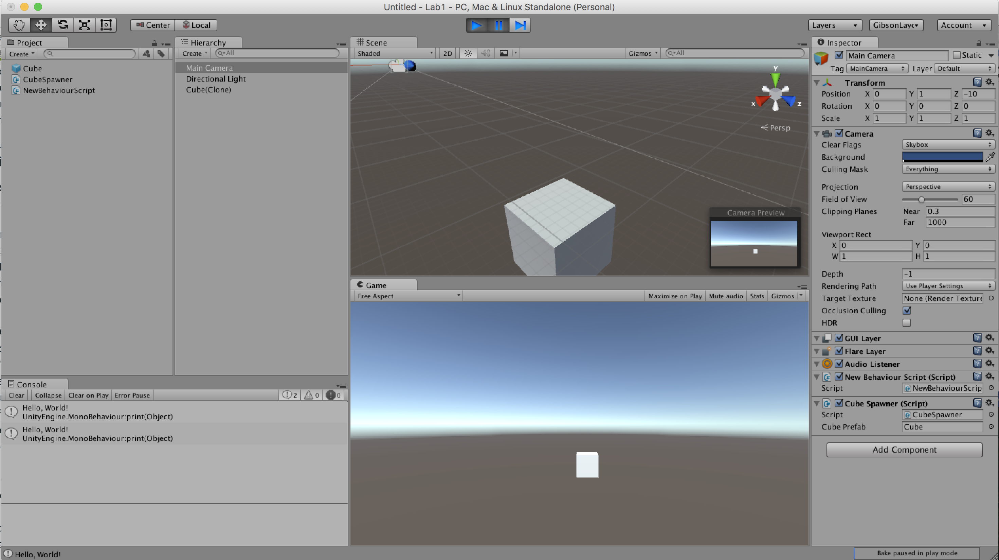 Untitled - Lab1 - PC, Mac & Linux Standalone (Personal)
Center Local
Layers GibsonLayc Account
Project
Create
Cube
CubeSpawner
NewBehaviourScript
Hierarchy
Create All
Main Camera
Directional Light
Cube(Clone)
Scene
Shaded 2D Gizmos All
y
x z
Persp
Camera Preview
Game
Free Aspect Maximize on Play Mute audio Stats Gizmos
Console
Clear Collapse Clear on Play Error Pause 2 0 0
Hello, World!
UnityEngine.MonoBehaviour:print(Object)
Hello, World!
UnityEngine.MonoBehaviour:print(Object)
Hello, World!
Inspector
Main Camera Static
Tag MainCamera Layer Default
Transform
Position X 0 Y 1 Z -10
Rotation X 0 Y 0 Z 0
Scale X 1 Y 1 Z 1
Camera
Clear Flags Skybox
Background
Culling Mask Everything
Projection Perspective
Field of View 60
Clipping Planes Near 0.3
Far 1000
Viewport Rect
X 0 Y 0
W 1 H 1
Depth -1
Rendering Path Use Player Settings
Target Texture None (Render Texture
Occlusion Culling
HDR
GUI Layer
Flare Layer
Audio Listener
New Behaviour Script (Script)
Script NewBehaviourScrip
Cube Spawner (Script)
Script CubeSpawner
Cube Prefab Cube
Add Component
Bake paused in play mode